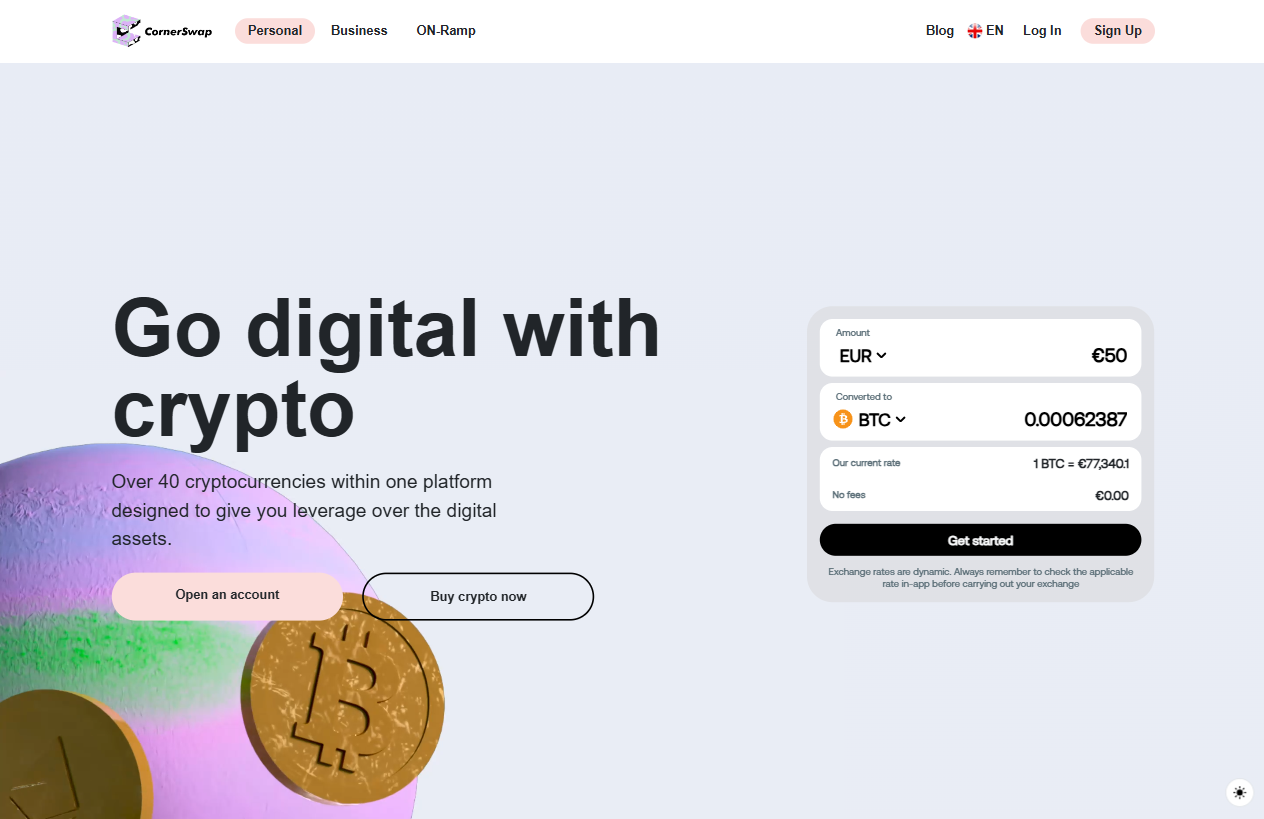 CornerSwap
Personal
Business
ON-Ramp
Blog
EN
Log In
Sign Up
Go digital with
crypto
Over 40 cryptocurrencies within one platform
designed to give you leverage over the digital
assets.
Open an account
Buy crypto now
Amount
EUR
€50
Converted to
BTC
0.00062387
Our current rate
1 BTC = €77,340.1
No fees
€0.00
Get started
Exchange rates are dynamic. Always remember to check the applicable
rate in-app before carrying out your exchange